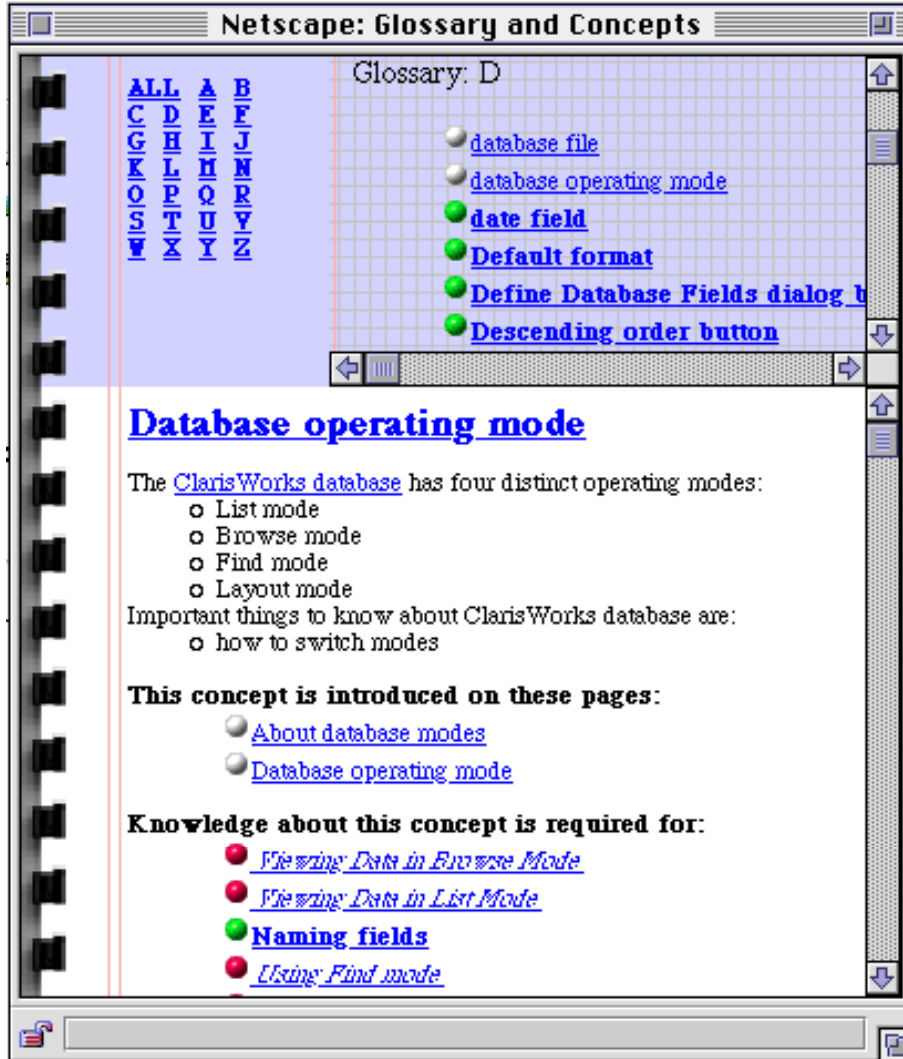 Netscape: Glossary and Concepts
ALL A B
C D E F
G H I J
K L M N
O P Q R
S T U V
W X Y Z
Glossary: D
database file
database operating mode
date field
Default format
Define Database Fields dialog b
Descending order button
Database operating mode
The ClarisWorks database has four distinct operating modes:
List mode
Browse mode
Find mode
Layout mode
Important things to know about ClarisWorks database are:
how to switch modes
This concept is introduced on these pages:
About database modes
Database operating mode
Knowledge about this concept is required for:
Viewing Data in Browse Mode
Viewing Data in List Mode
Naming fields
Using Find mode